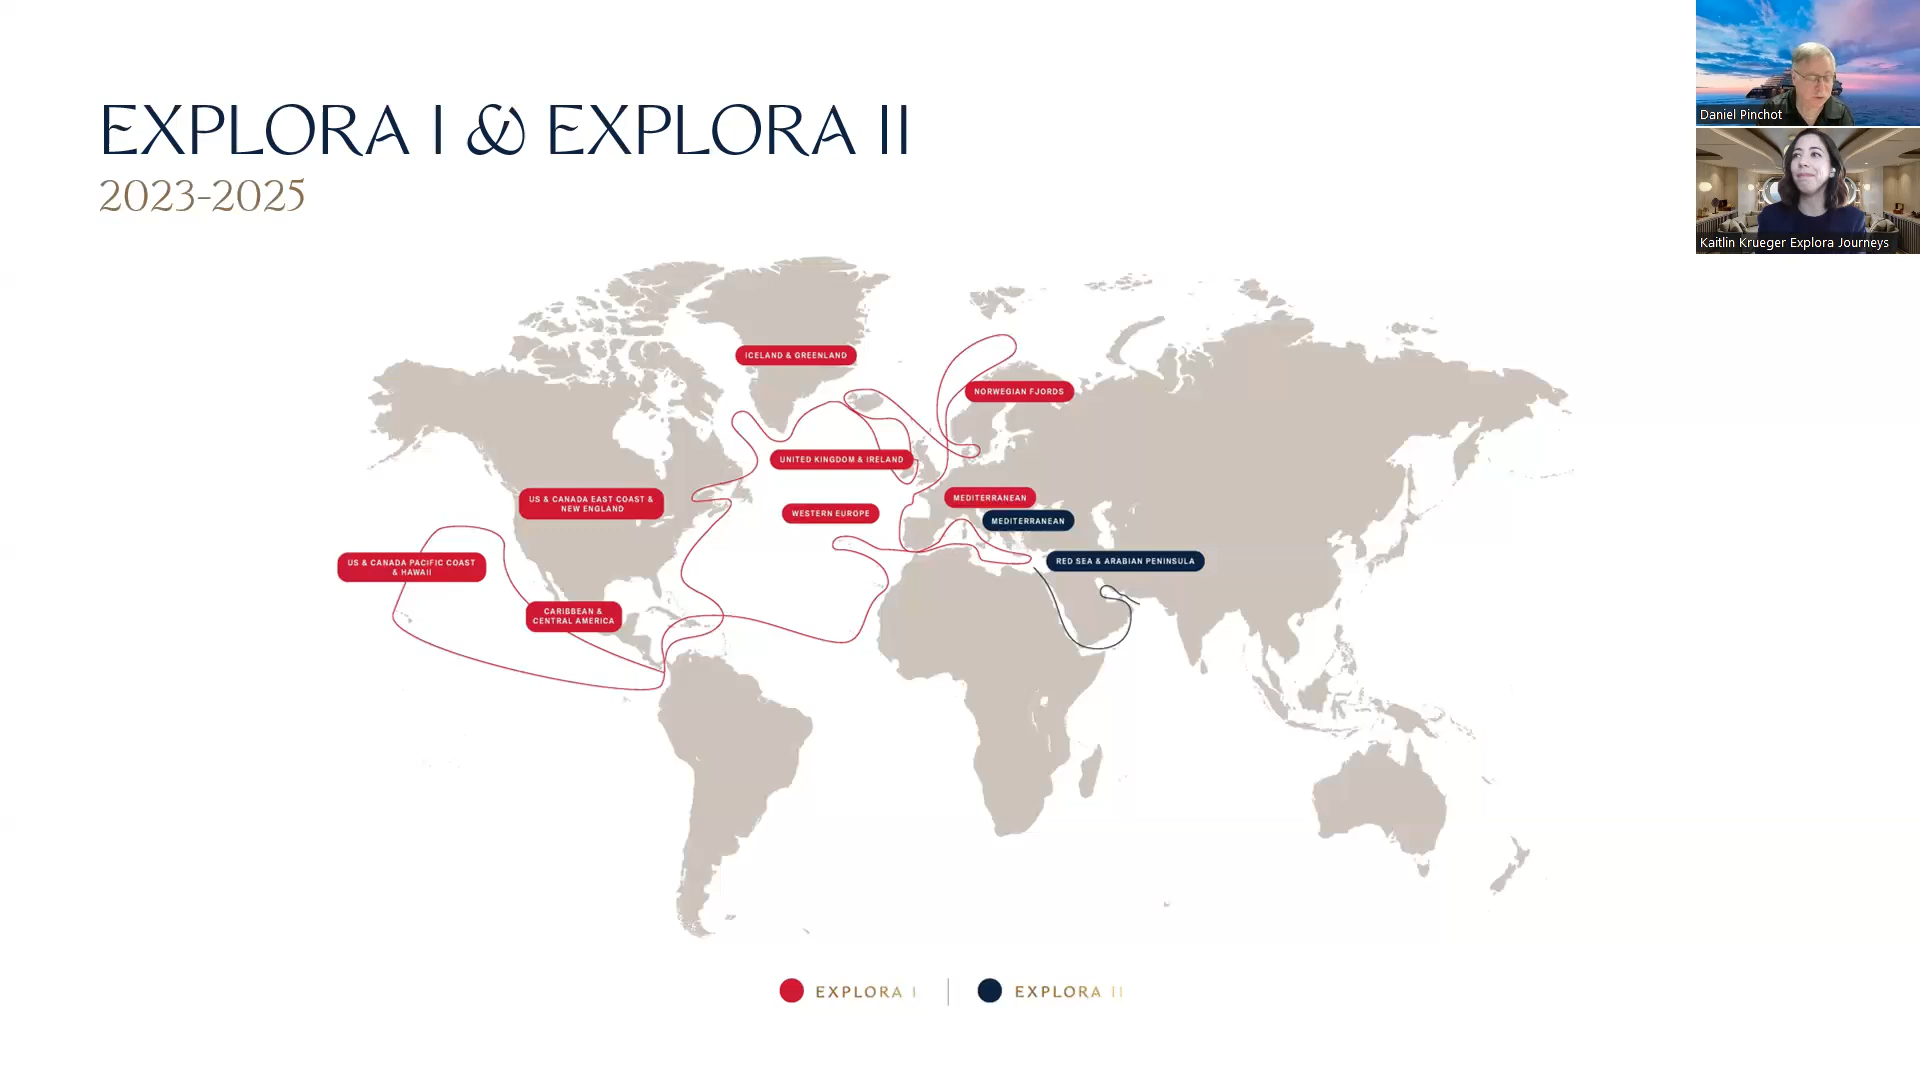 EXPLORA I & EXPLORA II
2023-2025
Daniel Pinchot
Kaitlin Krueger Explora Journeys
ICELAND & GREENLAND
NORWEGIAN FJORDS
UNITED KINGDOM & IRELAND
US & CANADA EAST COAST &
NEW ENGLAND
WESTERN EUROPE
MEDITERRANEAN
MEDITERRANEAN
US & CANADA PACIFIC COAST
& HAWAII
RED SEA & ARABIAN PENINSULA
CARIBBEAN &
CENTRAL AMERICA
EXPLORA I
EXPLORA II